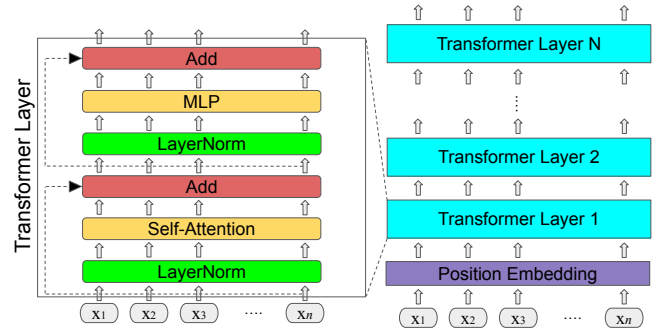 Transformer Layer
Add
MLP
LayerNorm
Add
Self-Attention
LayerNorm
x1 x2 x3 .... xn
Transformer Layer N
Transformer Layer 2
Transformer Layer 1
Position Embedding
x1 x2 x3 .... xn